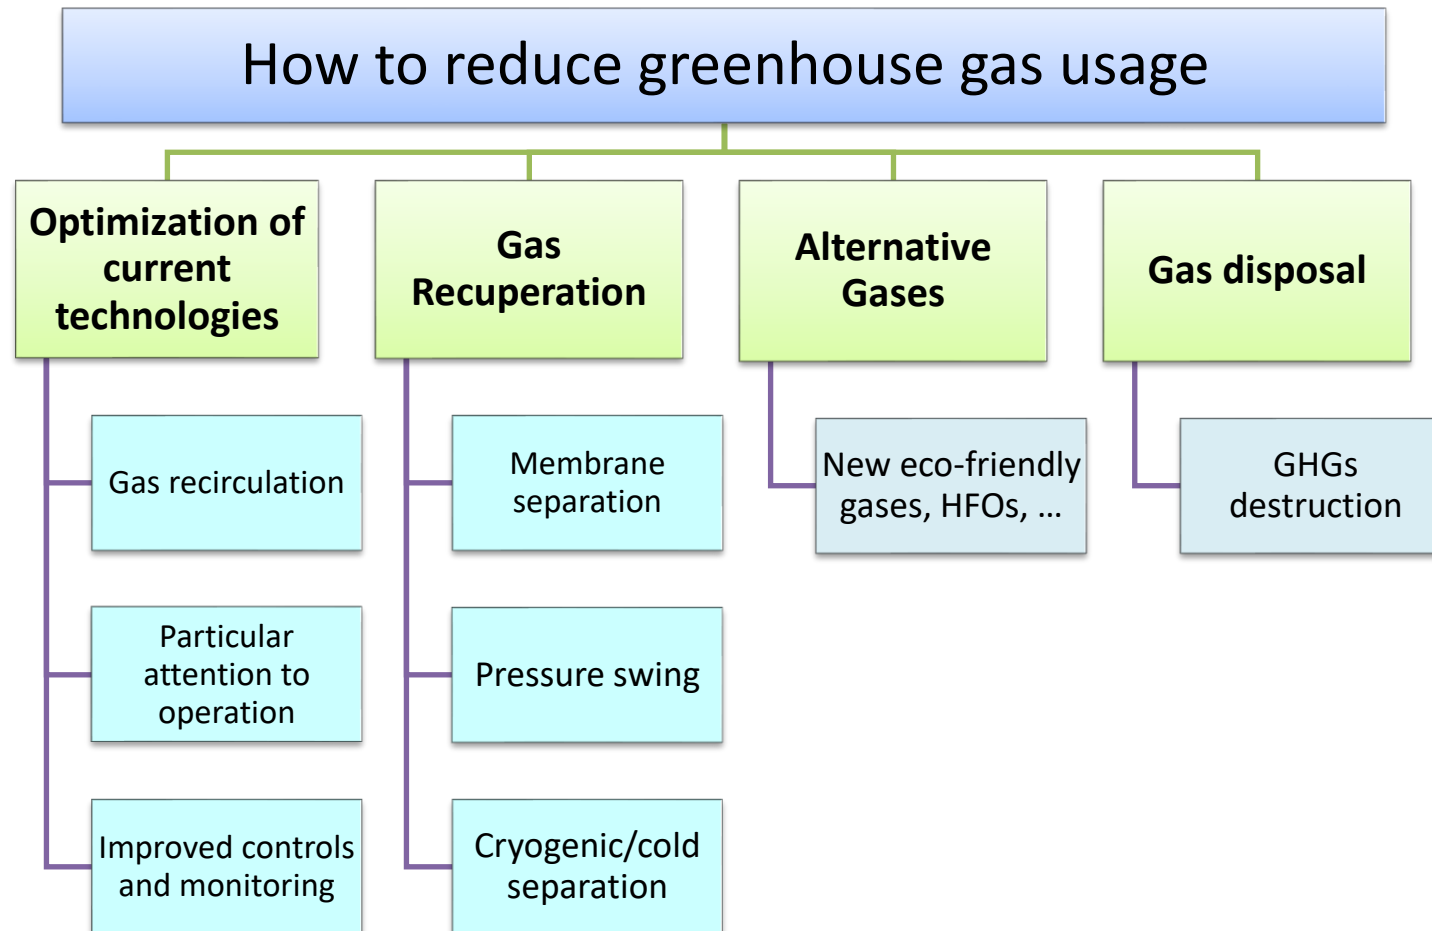 How to reduce greenhouse gas usage
Optimization of
current
technologies
Gas
Recuperation
Alternative
Gases
Gas disposal
Gas recirculation
Particular
attention to
operation
Improved controls
and monitoring
Membrane
separation
Pressure swing
Cryogenic/cold
separation
New eco-friendly
gases, HFOs, ...
GHGs
destruction